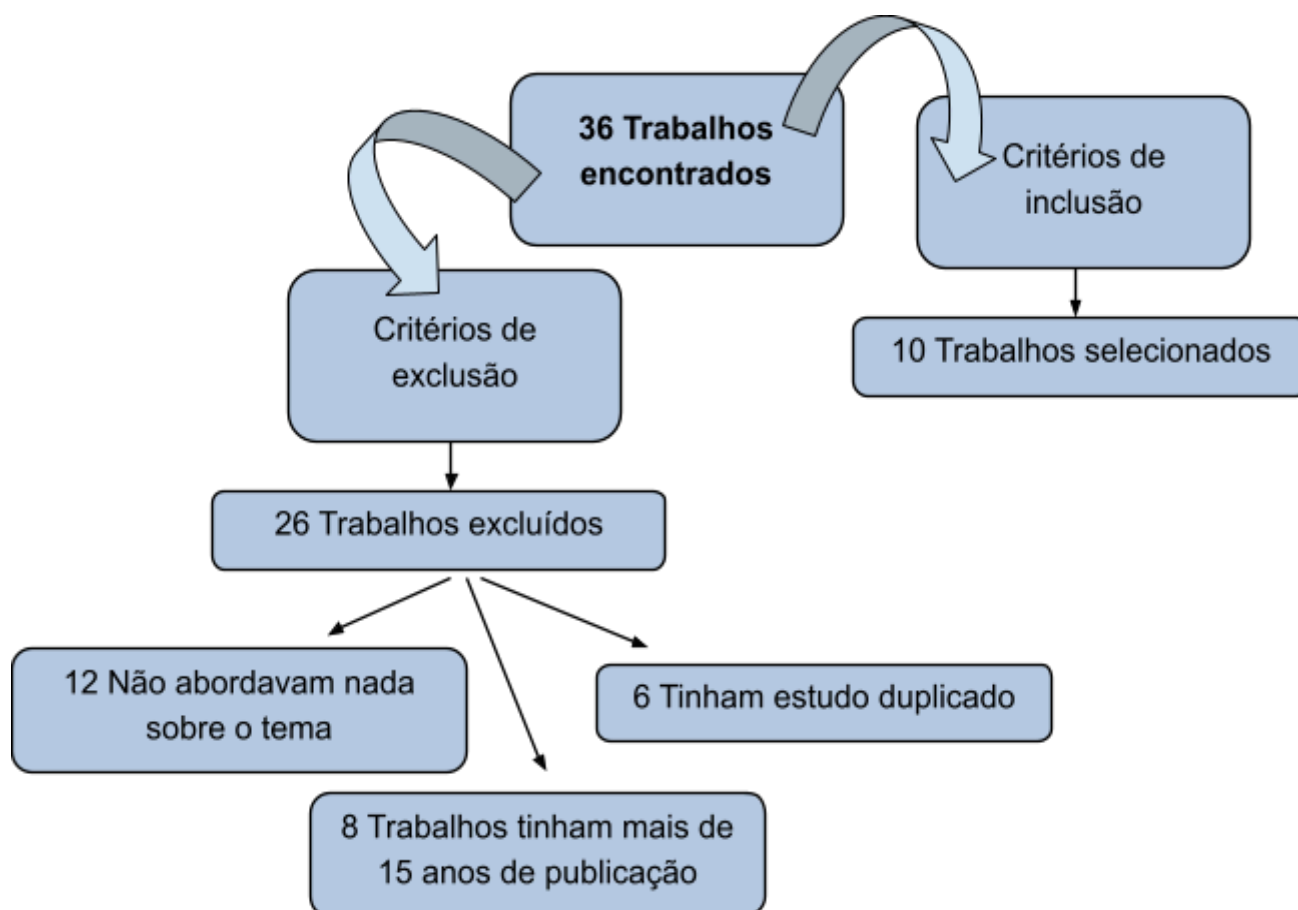 36 Trabalhos
encontrados
Critérios de
inclusão
10 Trabalhos selecionados
Critérios de
exclusão
26 Trabalhos excluídos
12 Não abordavam nada
sobre o tema
6 Tinham estudo duplicado
8 Trabalhos tinham mais de
15 anos de publicação